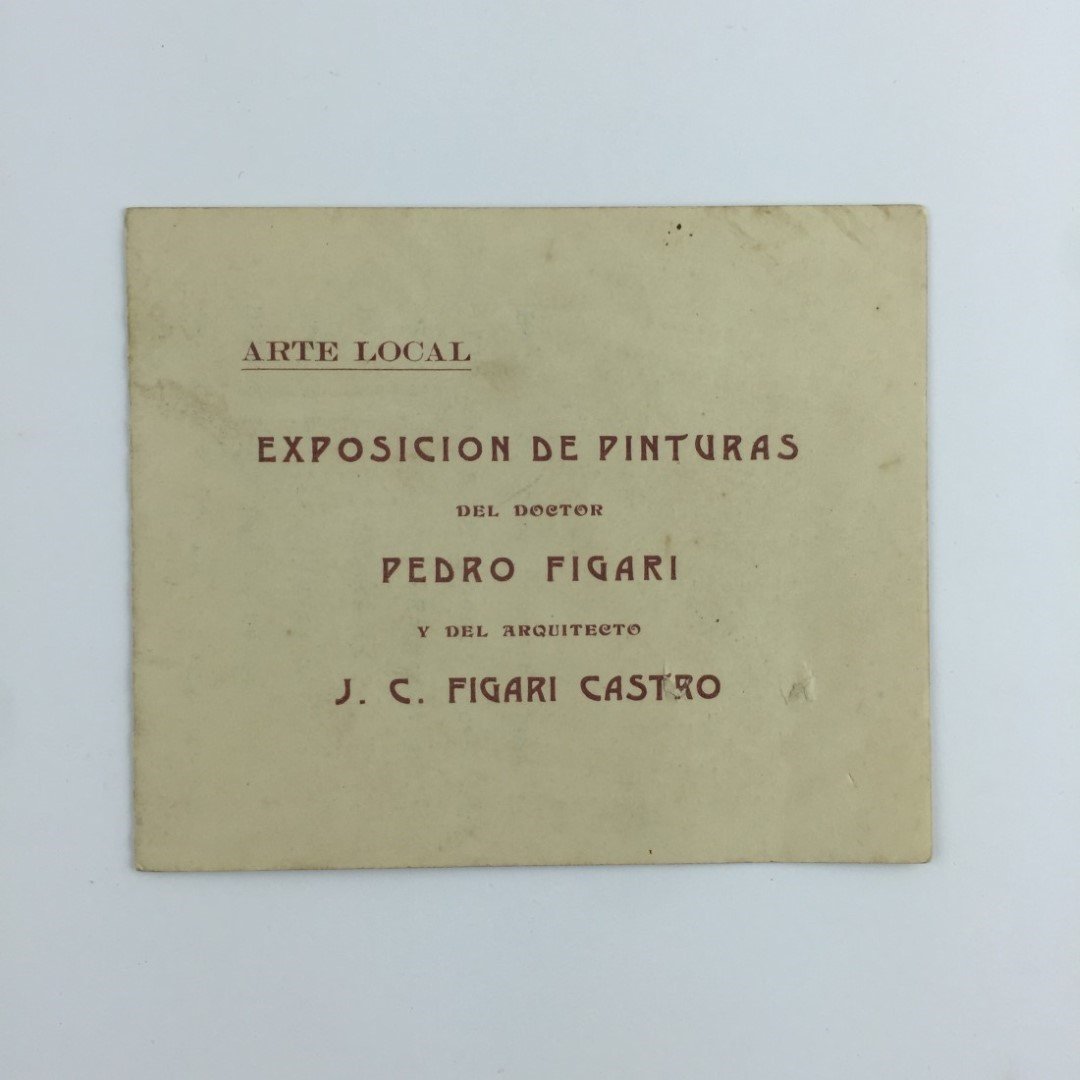 ARTE LOCAL
EXPOSICION DE PINTURAS
DEL DOCTOR
PEDRO FIGARI
Y DEL ARQUITECTO
J. C. FIGARI CASTRO